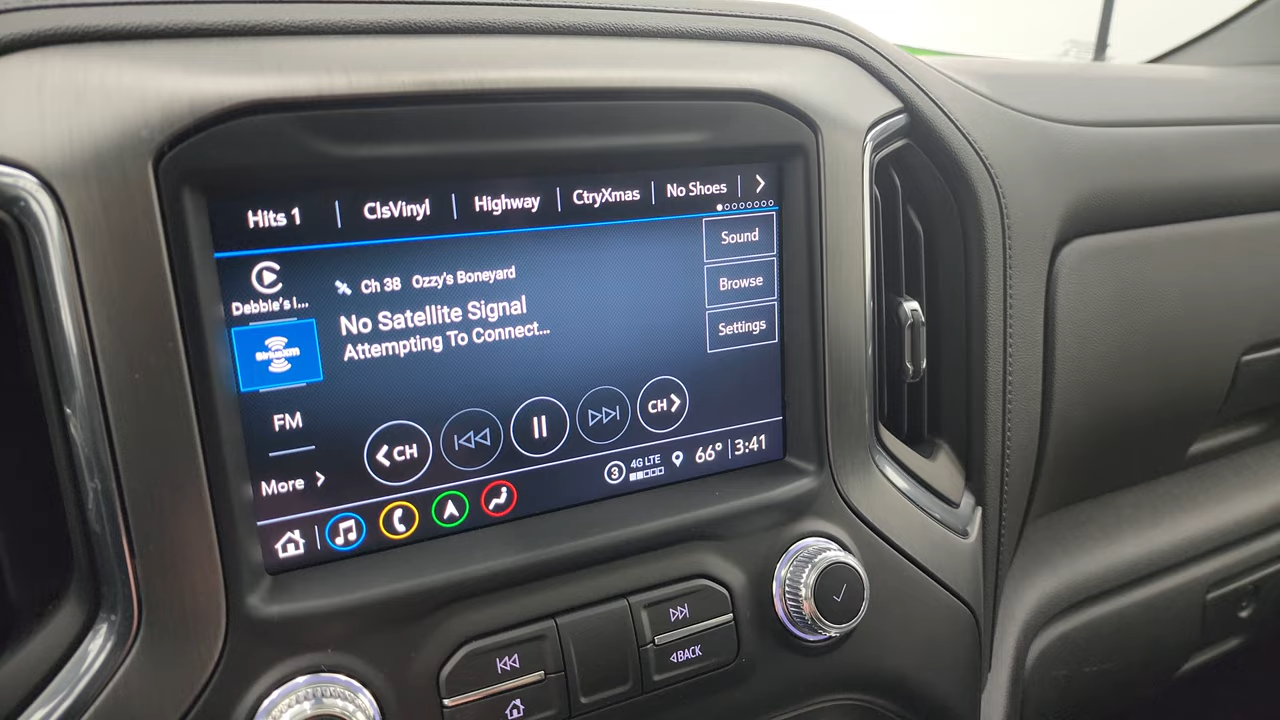 Hits 1 ClsVinyl Highway CtryXmas No Shoes
Debbie's I...
Ch 38 Ozzy's Boneyard
No Satellite Signal
Attempting To Connect...
Sound
Browse
Settings
SiriusXM
FM
More
CH
CH
3 4G LTE 66° 3:41
BACK